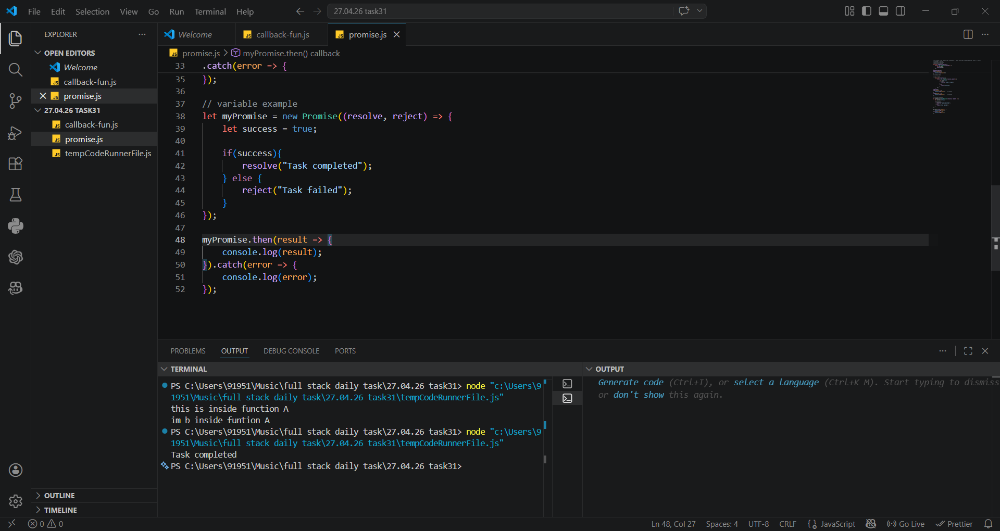 File Edit Selection View Go Run Terminal Help
27.04.26 task31
EXPLORER
OPEN EDITORS
Welcome
callback-fun.js
promise.js
27.04.26 TASK31
callback-fun.js
promise.js
tempCodeRunnerFile.js
OUTLINE
TIMELINE
Welcome callback-fun.js promise.js
promise.js > myPromise.then() callback
33 .catch(error => {
35 });
36
37 // variable example
38 let myPromise = new Promise((resolve, reject) => {
39 let success = true;
40
41 if(success){
42 resolve("Task completed");
43 } else {
44 reject("Task failed");
45 }
46 });
47
48 myPromise.then(result => {
49 console.log(result);
50 }).catch(error => {
51 console.log(error);
52 });
PROBLEMS OUTPUT DEBUG CONSOLE PORTS
TERMINAL
PS C:\Users\91951\Music\full stack daily task\27.04.26 task31> node "c:\Users\9
1951\Music\full stack daily task\27.04.26 task31\tempCodeRunnerFile.js"
this is inside function A
im b inside funtion A
PS C:\Users\91951\Music\full stack daily task\27.04.26 task31> node "c:\Users\9
1951\Music\full stack daily task\27.04.26 task31\tempCodeRunnerFile.js"
Task completed
PS C:\Users\91951\Music\full stack daily task\27.04.26 task31>
OUTPUT
Generate code (Ctrl+I), or select a language (Ctrl+K M). Start typing to dismiss
or don't show this again.
0 0
Ln 48, Col 27 Spaces: 4 UTF-8 CRLF {} JavaScript Go Live Prettier